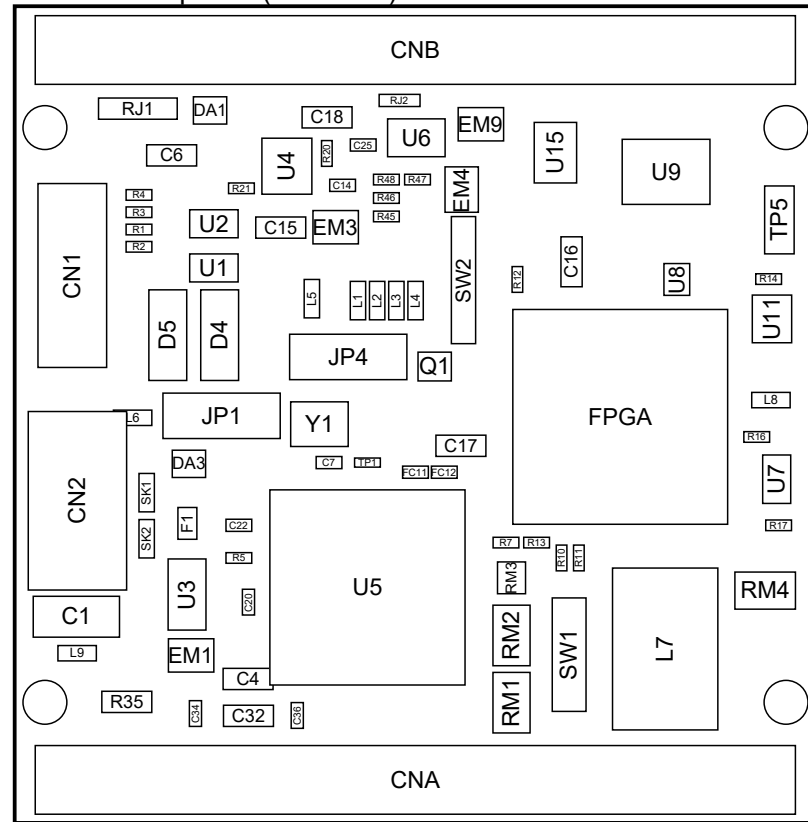 CNB
RJ1
DA1
C18
RJ2
EM9
U6
U15
U4
R20
C25
U9
C6
R4
R21
C14
R48
R47
EM4
TP5
R3
R46
R1
U2
C15
EM3
R45
R2
CN1
U1
SW2
C16
R12
U8
R14
L5
L1
L2
L3
L4
U11
D5
D4
JP4
Q1
L8
L6
JP1
Y1
FPGA
R16
C17
DA3
C7
TP1
FC11
FC12
U7
CN2
SK1
F1
C22
SK2
R17
R7
R13
R10
R11
R5
U5
RM3
U3
RM4
C20
C1
RM2
SW1
L7
L9
EM1
C4
R35
C34
C32
C36
RM1
CNA